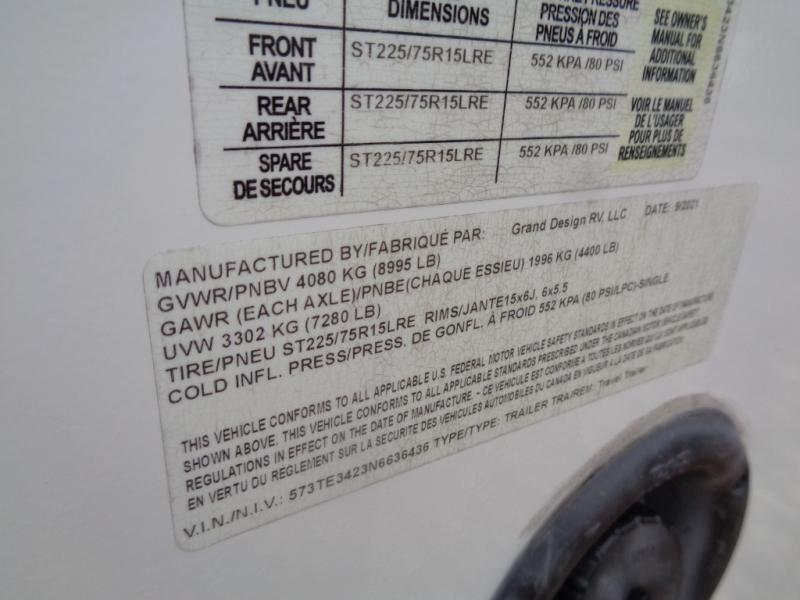 PNEU DIMENSIONS PRESSURE
PRESSION DES
PNEUS À FROID
FRONT
AVANT ST225/75R15LRE 552 KPA /80 PSI
REAR
ARRIÈRE ST225/75R15LRE 552 KPA /80 PSI
SPARE
DE SECOURS ST225/75R15LRE 552 KPA /80 PSI
SEE OWNER'S
MANUAL FOR
ADDITIONAL
INFORMATION
VOIR LE MANUEL
DE L'USAGER
POUR PLUS DE
RENSEIGNEMENTS
3423N6636436
MANUFACTURED BY/FABRIQUÉ PAR: Grand Design RV, LLC DATE: 9/2021
GVWR/PNBV 4080 KG (8995 LB)
GAWR (EACH AXLE)/PNBE(CHAQUE ESSIEU) 1996 KG (4400 LB)
UVW 3302 KG (7280 LB)
TIRE/PNEU ST225/75R15LRE RIMS/JANTE15x6J, 6x5.5
COLD INFL. PRESS/PRESS. DE GONFL. À FROID 552 KPA (80 PSI/LPC)-SINGLE
THIS VEHICLE CONFORMS TO ALL APPLICABLE U.S. FEDERAL MOTOR VEHICLE SAFETY STANDARDS IN EFFECT ON THE DATE OF MANUFACTURE
SHOWN ABOVE. THIS VEHICLE CONFORMS TO ALL APPLICABLE STANDARDS PRESCRIBED UNDER THE CANADIAN MOTOR VEHICLE SAFETY
REGULATIONS IN EFFECT ON THE DATE OF MANUFACTURE. - CE VEHICULE EST CONFORME À TOUTES LES NORMES QUI LUI SONT APPLICABLES
EN VERTU DU RÉGLEMENT SUR LA SECURITE DES VÉHICULES AUTOMOBILES DU CANADA EN VIGUEUR A LA DATE DE SA FABRICATION.
V.I.N./N.I.V.: 573TE3423N6636436 TYPE/TYPE: TRAILER TRA/REM: Travel Trailer